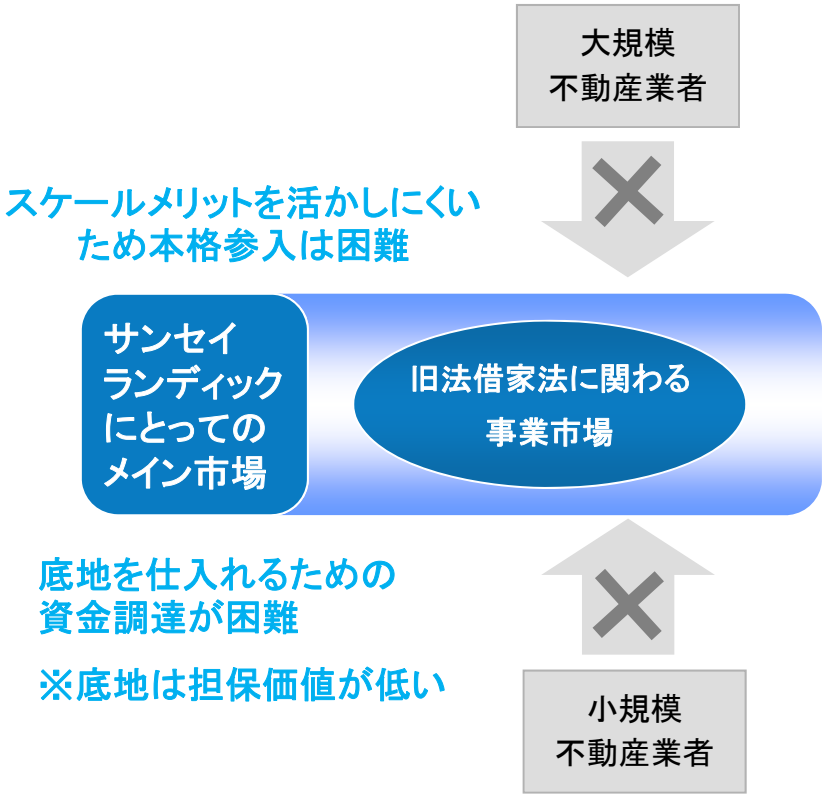 大規模
不動産業者
スケールメリットを活かしにくい
ため本格参入は困難
サンセイ
ランディック
にとっての
メイン市場
旧法借家法に関わる
事業市場
底地を仕入れるための
資金調達が困難
※底地は担保価値が低い
小規模
不動産業者